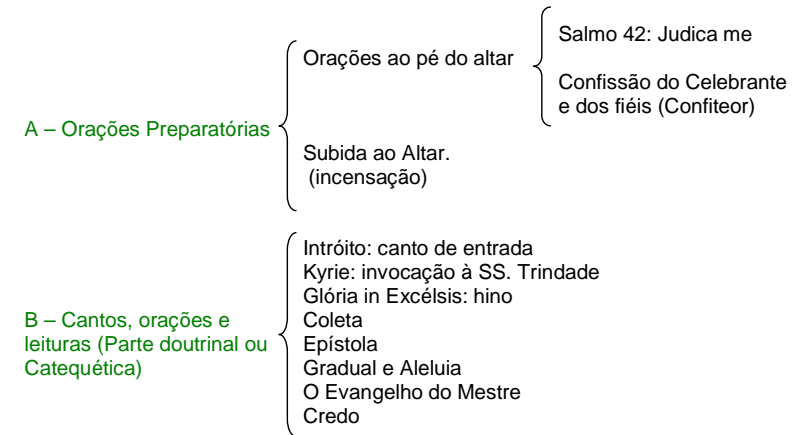 A – Orações Preparatórias
Orações ao pé do altar
Salmo 42: Judica me
Confissão do Celebrante
e dos fiéis (Confiteor)
Subida ao Altar.
(incensação)
B – Cantos, orações e
leituras (Parte doutrinal ou
Catequética)
Intróito: canto de entrada
Kyrie: invocação à SS. Trindade
Glória in Excélsis: hino
Coleta
Epístola
Gradual e Aleluia
O Evangelho do Mestre
Credo